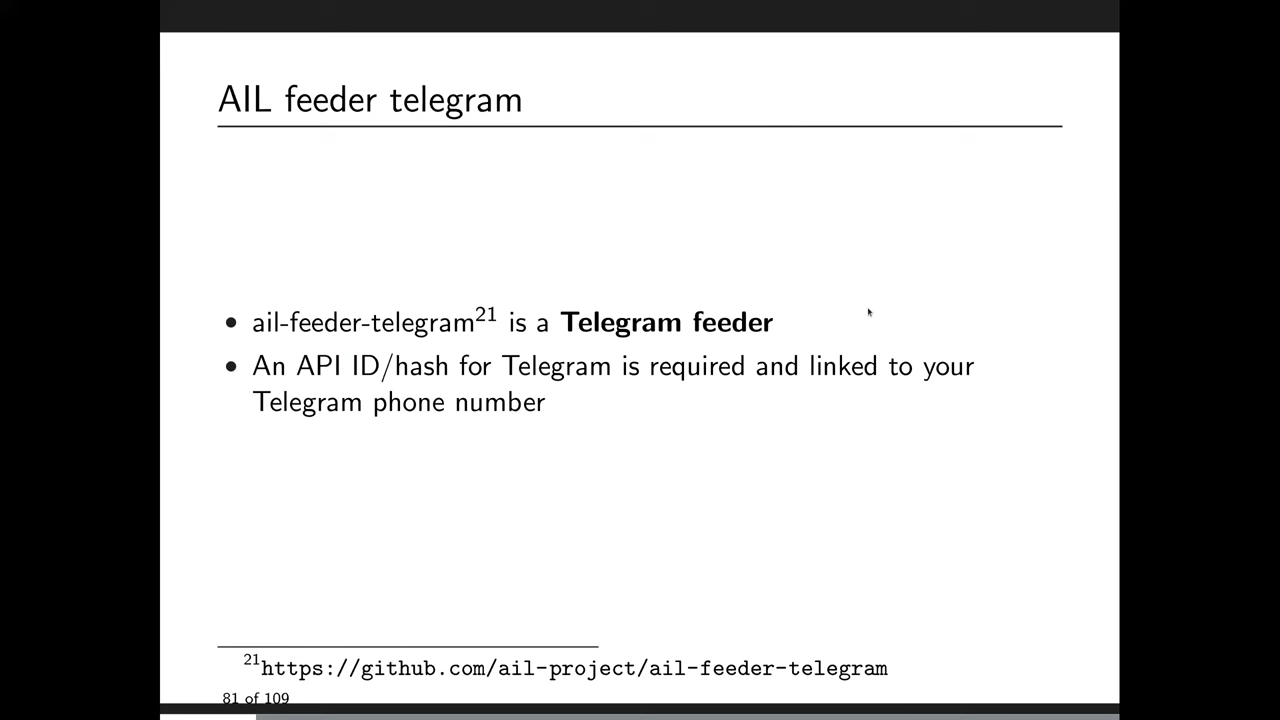 AIL feeder telegram
• ail-feeder-telegram21 is a Telegram feeder
• An API ID/hash for Telegram is required and linked to your
Telegram phone number
21https://github.com/ail-project/ail-feeder-telegram
81 of 109